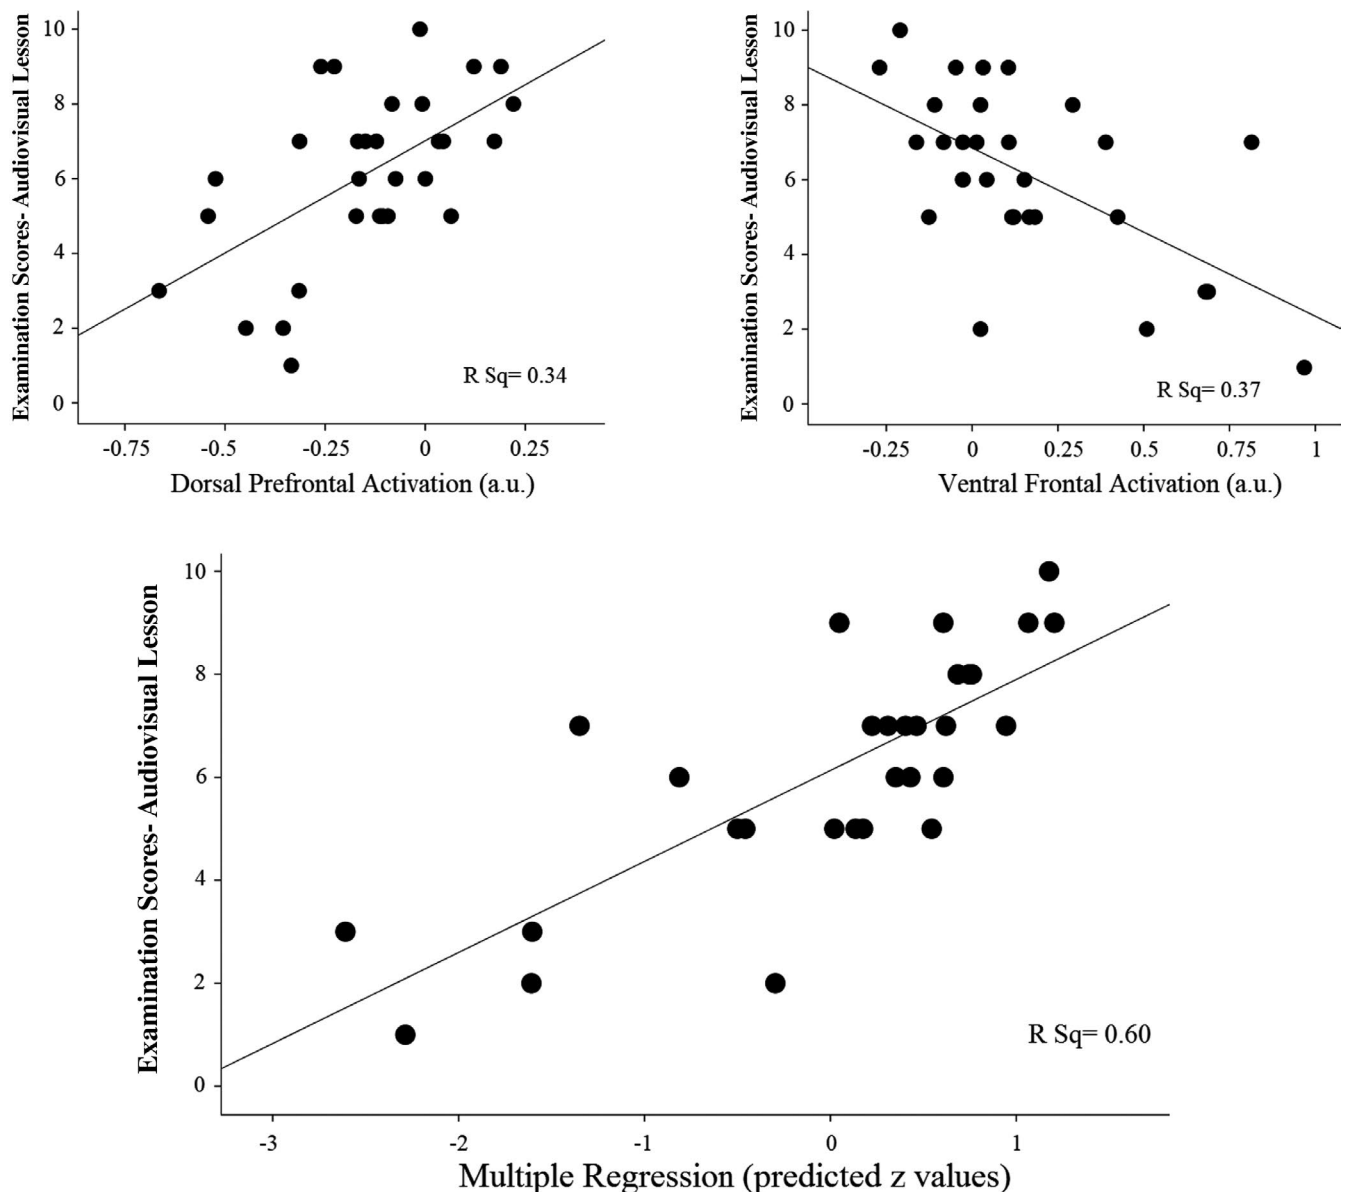 Examination Scores- Audiovisual Lesson
10
8
6
4
2
0
R Sq= 0.34
-0.75 -0.5 -0.25 0 0.25
Dorsal Prefrontal Activation (a.u.)
Examination Scores- Audiovisual Lesson
10
8
6
4
2
0
R Sq= 0.37
-0.25 0 0.25 0.5 0.75 1
Ventral Frontal Activation (a.u.)
Examination Scores- Audiovisual Lesson
10
8
6
4
2
0
R Sq= 0.60
-3 -2 -1 0 1
Multiple Regression (predicted z values)